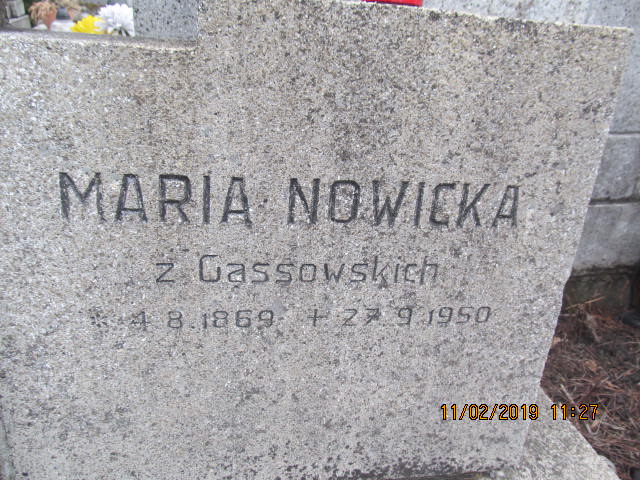 MARIA NOWICKA
z Gassowskich
* 4.8.1869 + 27.9.1950
11/02/2019 11:27